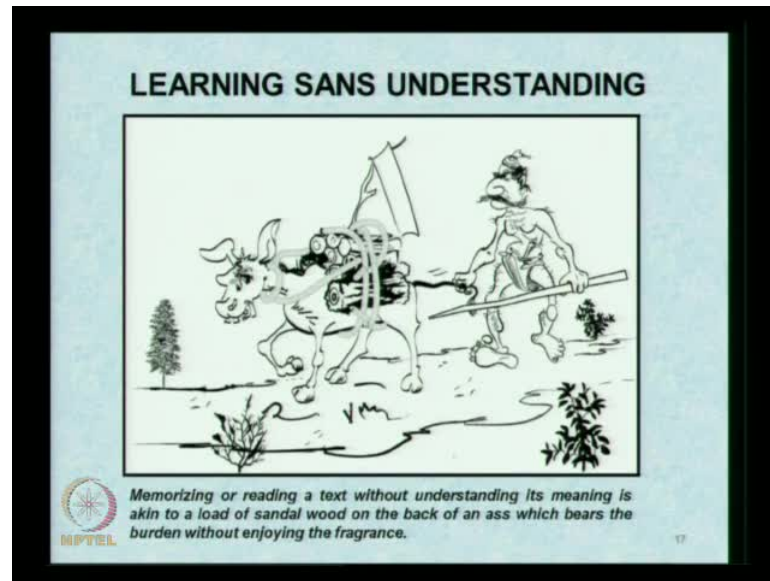 LEARNING SANS UNDERSTANDING
Memorizing or reading a text without understanding its meaning is
akin to a load of sandal wood on the back of an ass which bears the
burden without enjoying the fragrance.
NPTEL
17